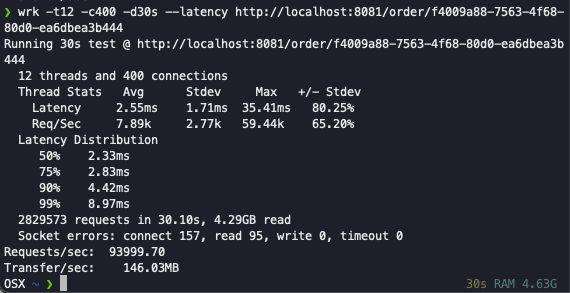 ❯ wrk -t12 -c400 -d30s --latency http://localhost:8081/order/f4009a88-7563-4f68-
80d0-ea6dbea3b444
Running 30s test @ http://localhost:8081/order/f4009a88-7563-4f68-80d0-ea6dbea3b
444
  12 threads and 400 connections
  Thread Stats   Avg      Stdev     Max   +/- Stdev
    Latency     2.55ms    1.71ms  35.41ms   80.25%
    Req/Sec     7.89k     2.77k   59.44k    65.20%
  Latency Distribution
     50%    2.33ms
     75%    2.83ms
     90%    4.42ms
     99%    8.97ms
  2829573 requests in 30.10s, 4.29GB read
  Socket errors: connect 157, read 95, write 0, timeout 0
Requests/sec:  93999.70
Transfer/sec:    146.03MB
OSX ~ ❯ 30s RAM 4.63G